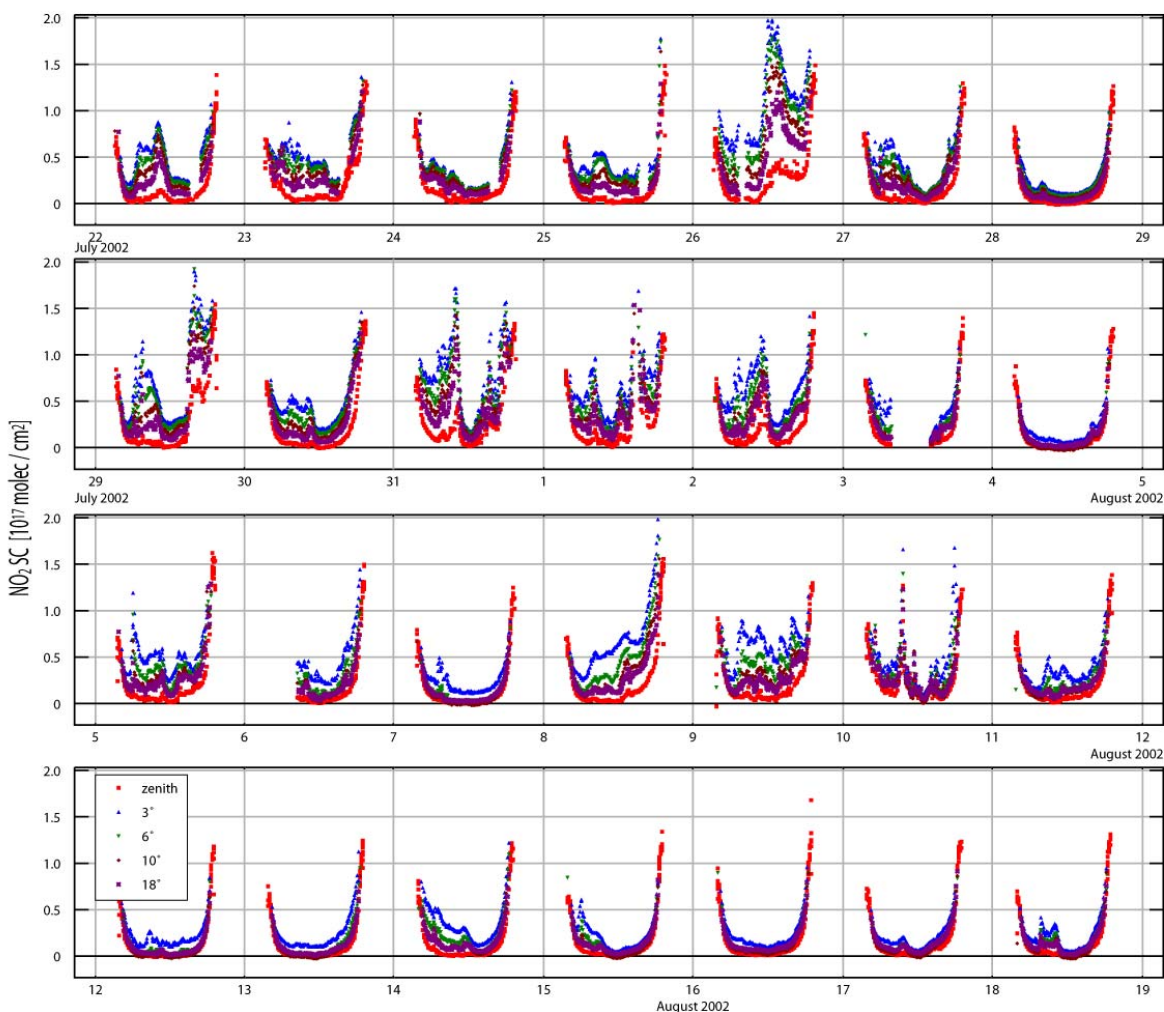 NO₂ SC [10¹⁷ molec / cm²]
2.0
1.5
1.0
0.5
0
22 23 24 25 26 27 28 29
July 2002
2.0
1.5
1.0
0.5
0
29 30 31 1 2 3 4 5
July 2002 August 2002
2.0
1.5
1.0
0.5
0
5 6 7 8 9 10 11 12
August 2002
2.0
1.5
1.0
0.5
0
zenith
3°
6°
10°
18°
12 13 14 15 16 17 18 19
August 2002